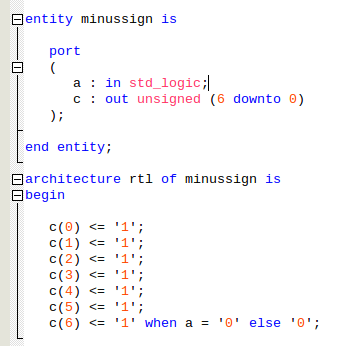 entity minussign is
port
(
a : in std_logic;
c : out unsigned (6 downto 0)
);
end entity;
architecture rtl of minussign is
begin
c(0) <= '1';
c(1) <= '1';
c(2) <= '1';
c(3) <= '1';
c(4) <= '1';
c(5) <= '1';
c(6) <= '1' when a = '0' else '0';